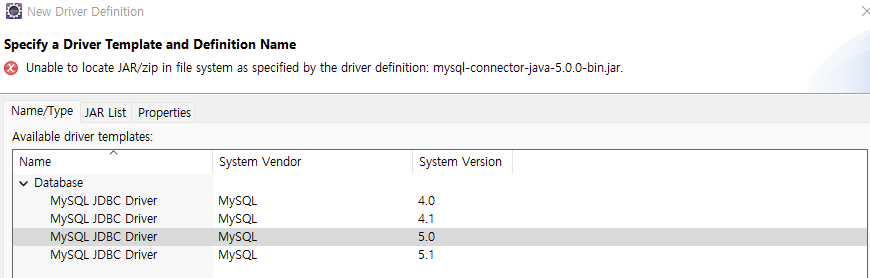 New Driver Definition
Specify a Driver Template and Definition Name
Unable to locate JAR/zip in file system as specified by the driver definition: mysql-connector-java-5.0.0-bin.jar.
Name/Type JAR List Properties
Available driver templates:
Name System Vendor System Version
Database
MySQL JDBC Driver MySQL 4.0
MySQL JDBC Driver MySQL 4.1
MySQL JDBC Driver MySQL 5.0
MySQL JDBC Driver MySQL 5.1